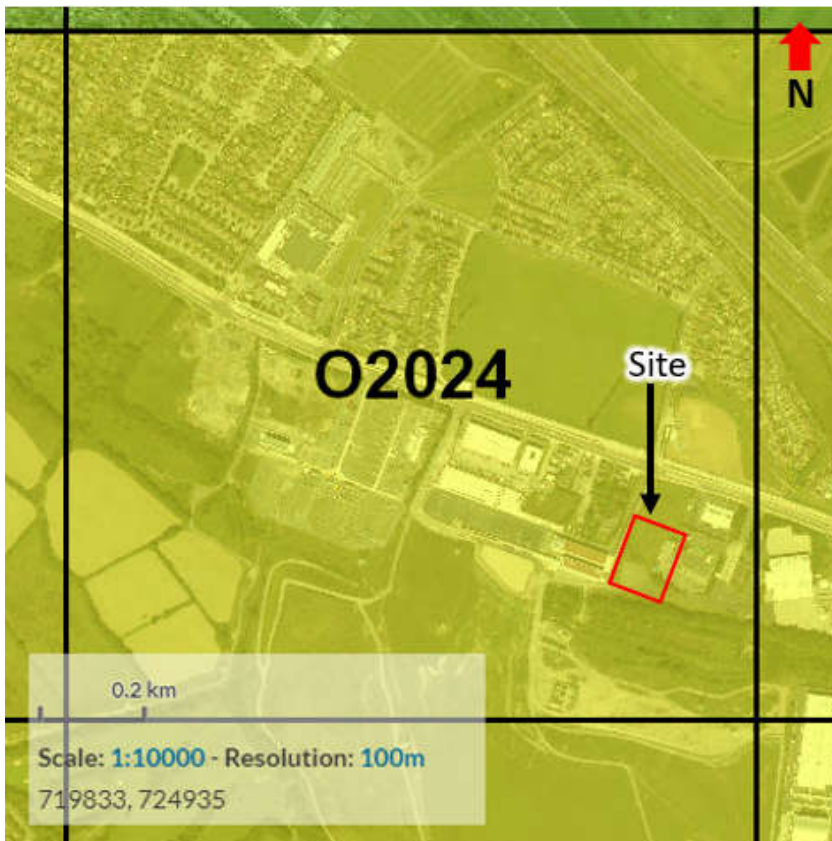 N
O2024
Site
0.2 km
Scale: 1:10000 - Resolution: 100m
719833, 724935